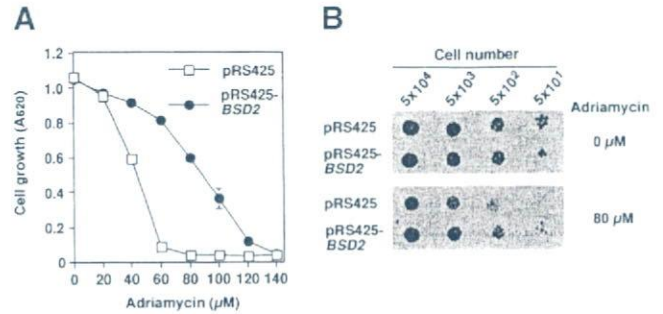 A
1.2
1.0
0.8
0.6
0.4
0.2
0
Cell growth (A620)
0 20 40 60 80 100 120 140
Adriamycin (µM)
pRS425
pRS425-
BSD2
B
Cell number
5x10⁴ 5x10³ 5x10² 5x10¹
Adriamycin
pRS425
pRS425-
BSD2
0 µM
pRS425
pRS425-
BSD2
80 µM